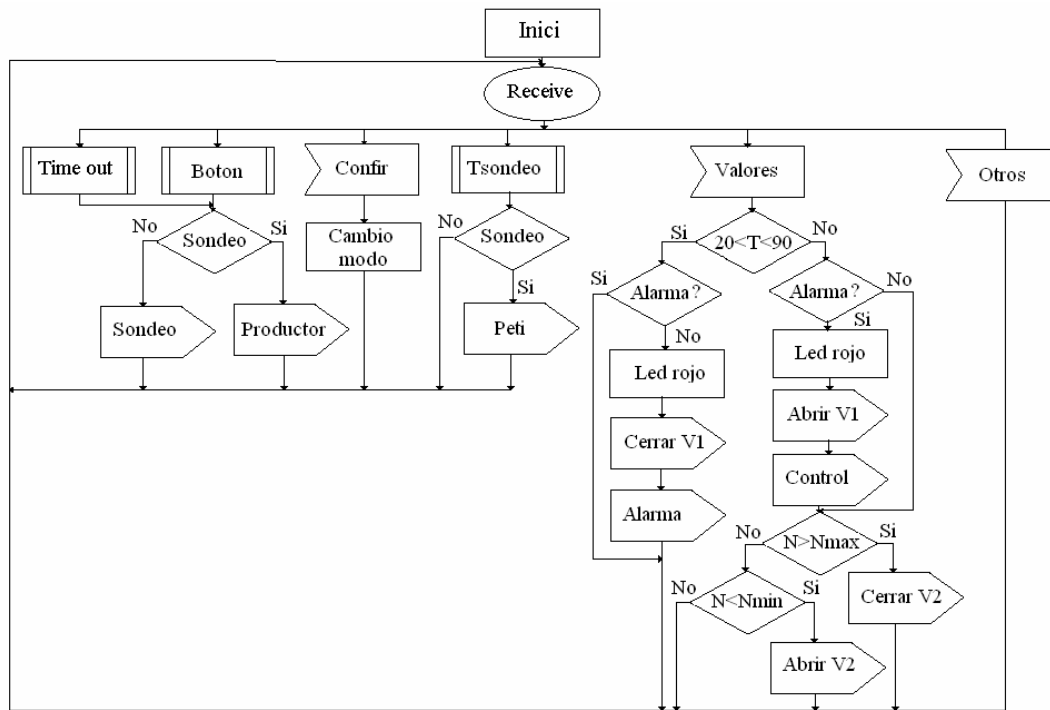 Inici
Receive
Time out
Boton
Confir
Tsondeo
Valores
Otros
No
Sondeo
Si
Cambio
modo
Sondeo
Si
20<T<90
No
No
Si
Alarma?
Alarma?
No
Si
Si
Sondeo
Productor
Peti
No
Led rojo
Led rojo
Abrir V1
Cerrar V1
Control
Alarma
No
N>Nmax
Si
No
N<Nmin
Si
Cerrar V2
Abrir V2